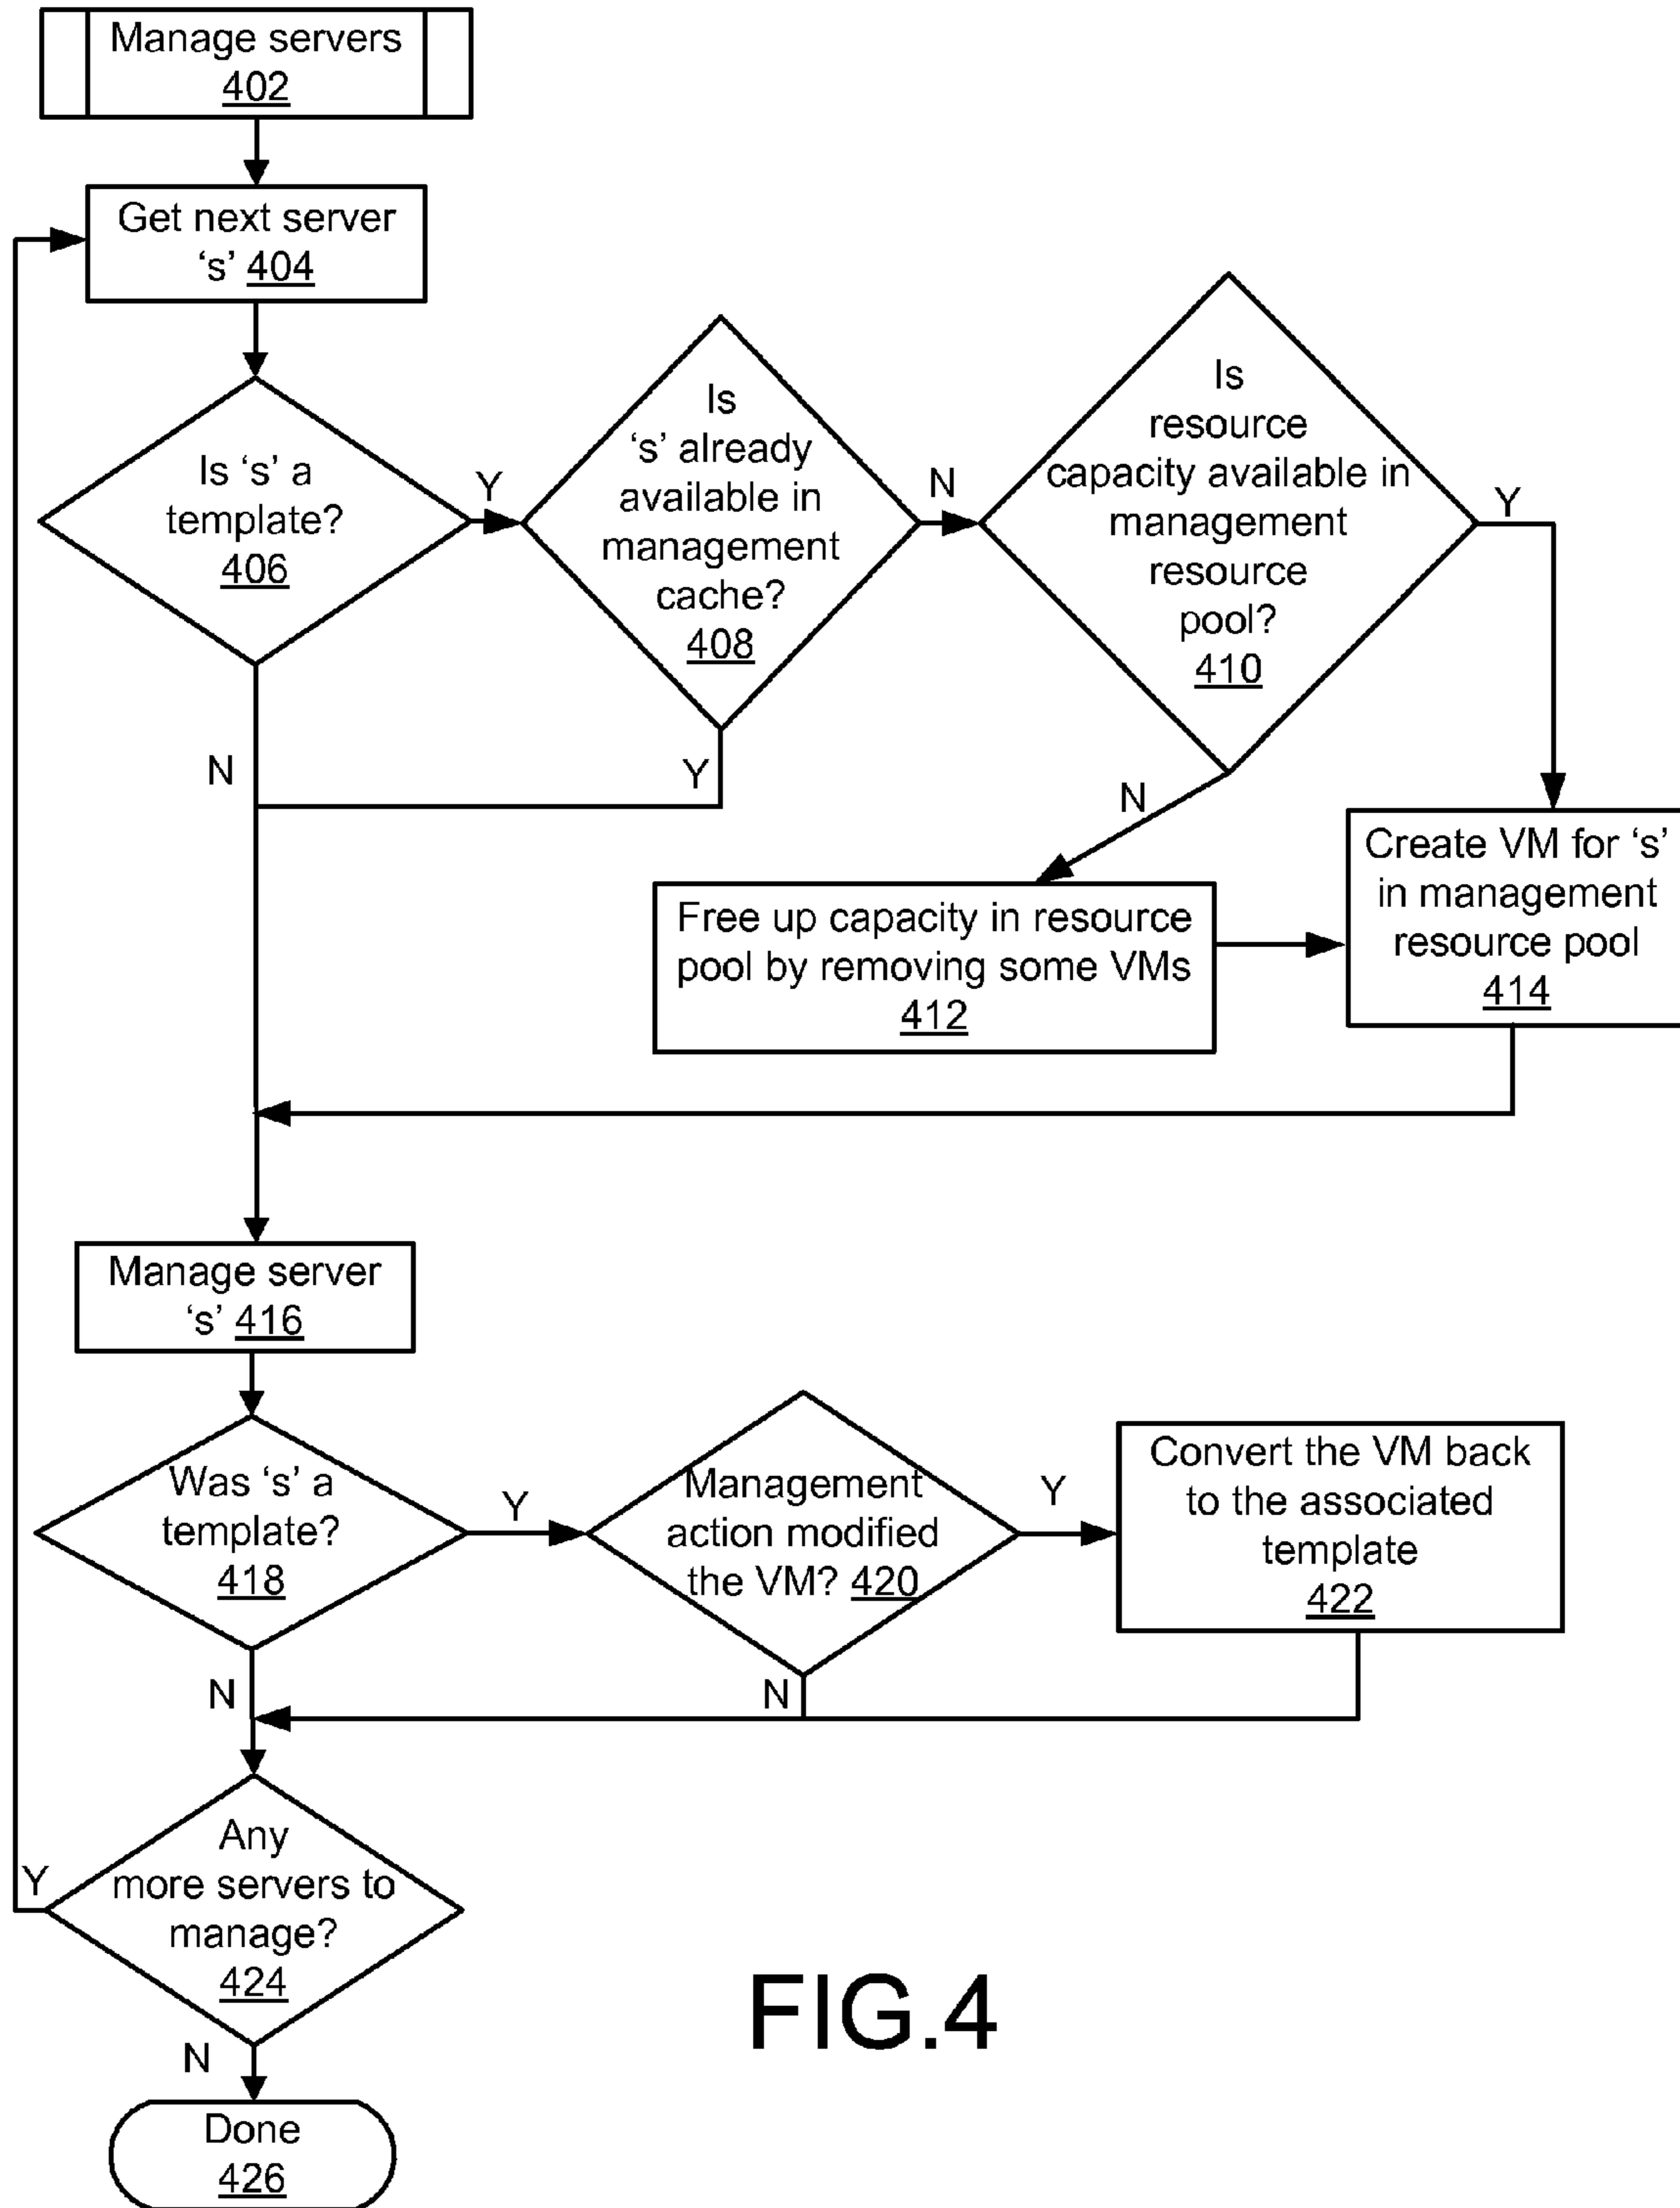 Manage servers
402
Get next server
‘s’ 404
Is ‘s’ a
template?
406
Y
Is
‘s’ already
available in
management
cache?
408
N
Is
resource
capacity available in
management
resource
pool?
410
Y
N
Y
N
Create VM for ‘s’
in management
resource pool
414
Free up capacity in resource
pool by removing some VMs
412
Manage server
‘s’ 416
Was ‘s’ a
template?
418
Y
Management
action modified
the VM? 420
Y
Convert the VM back
to the associated
template
422
N
N
Any
more servers to
manage?
424
Y
N
Done
426
FIG.4